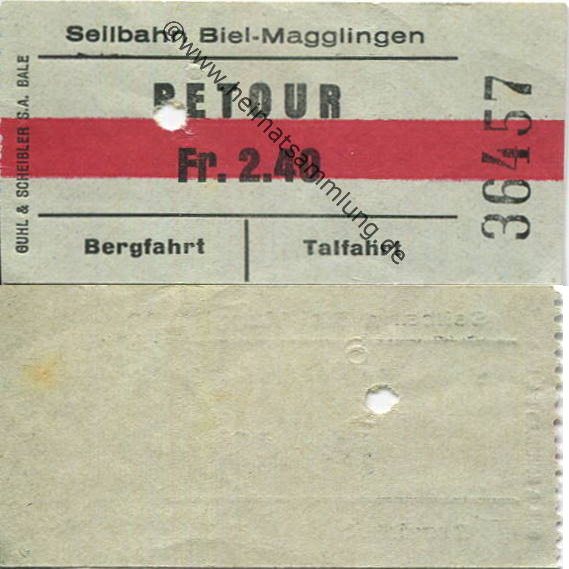 Seilbahn Biel-Magglingen
RETOUR
Fr. 2.40
Bergfahrt
Talfahrt
GUHL & SCHEIBLER S.A. BALE
36457
©www.heimatsammlung.de